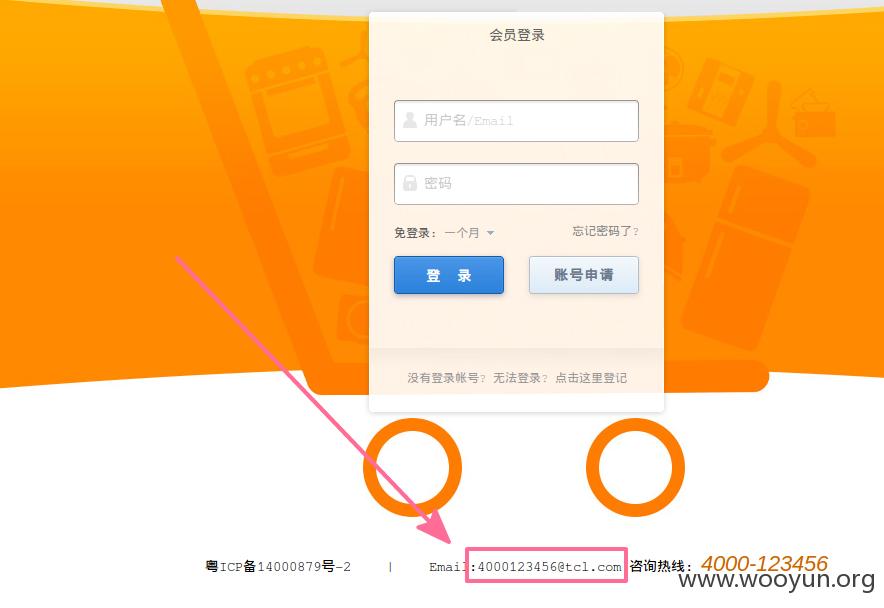 会员登录
用户名/Email
密码
免登录: 一个月 忘记密码了?
登 录 账号申请
没有登录帐号? 无法登录? 点击这里登记
粤ICP备14000879号-2 | Email:4000123456@tcl.com 咨询热线: 4000-123456
www.wooyun.org